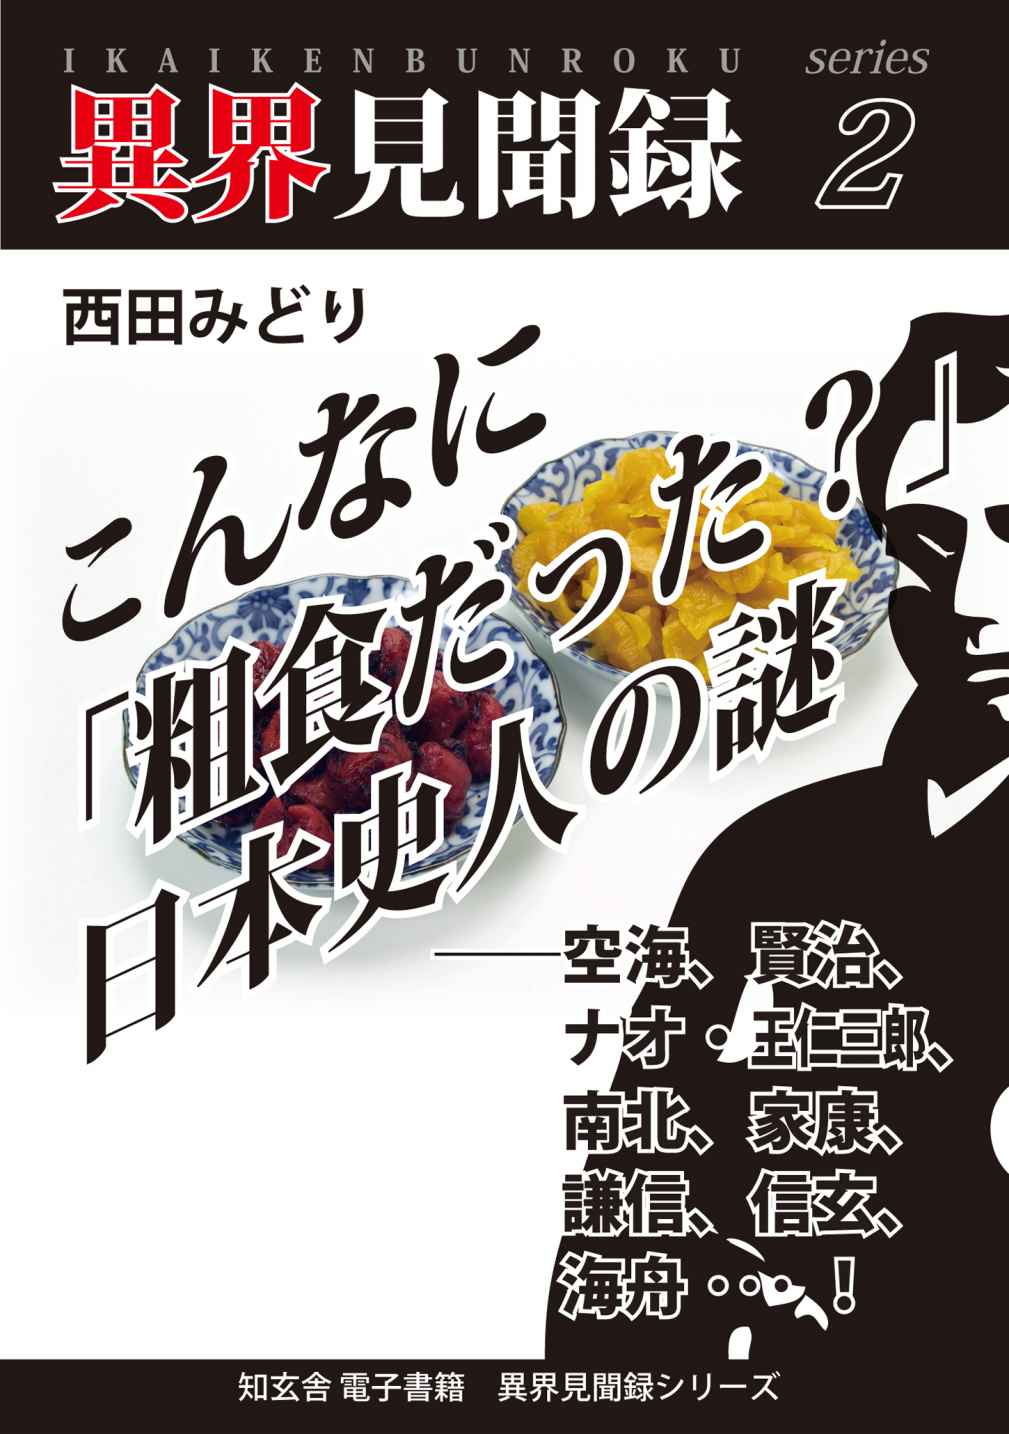 IKAIKENBUNROKU series
異界見聞録 2
西田みどり
こんなに
「粗食だった?」
日本史人の謎
――空海、賢治、
ナオ・王仁三郎、
南北、家康、
謙信、信玄、
海舟…!
知玄舎 電子書籍　異界見聞録シリーズ